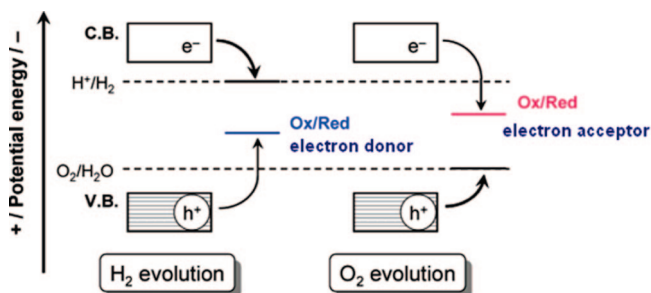 + / Potential energy / –
C.B.
e⁻
e⁻
H⁺/H₂
Ox/Red
electron donor
Ox/Red
electron acceptor
O₂/H₂O
V.B.
h⁺
h⁺
H₂ evolution
O₂ evolution